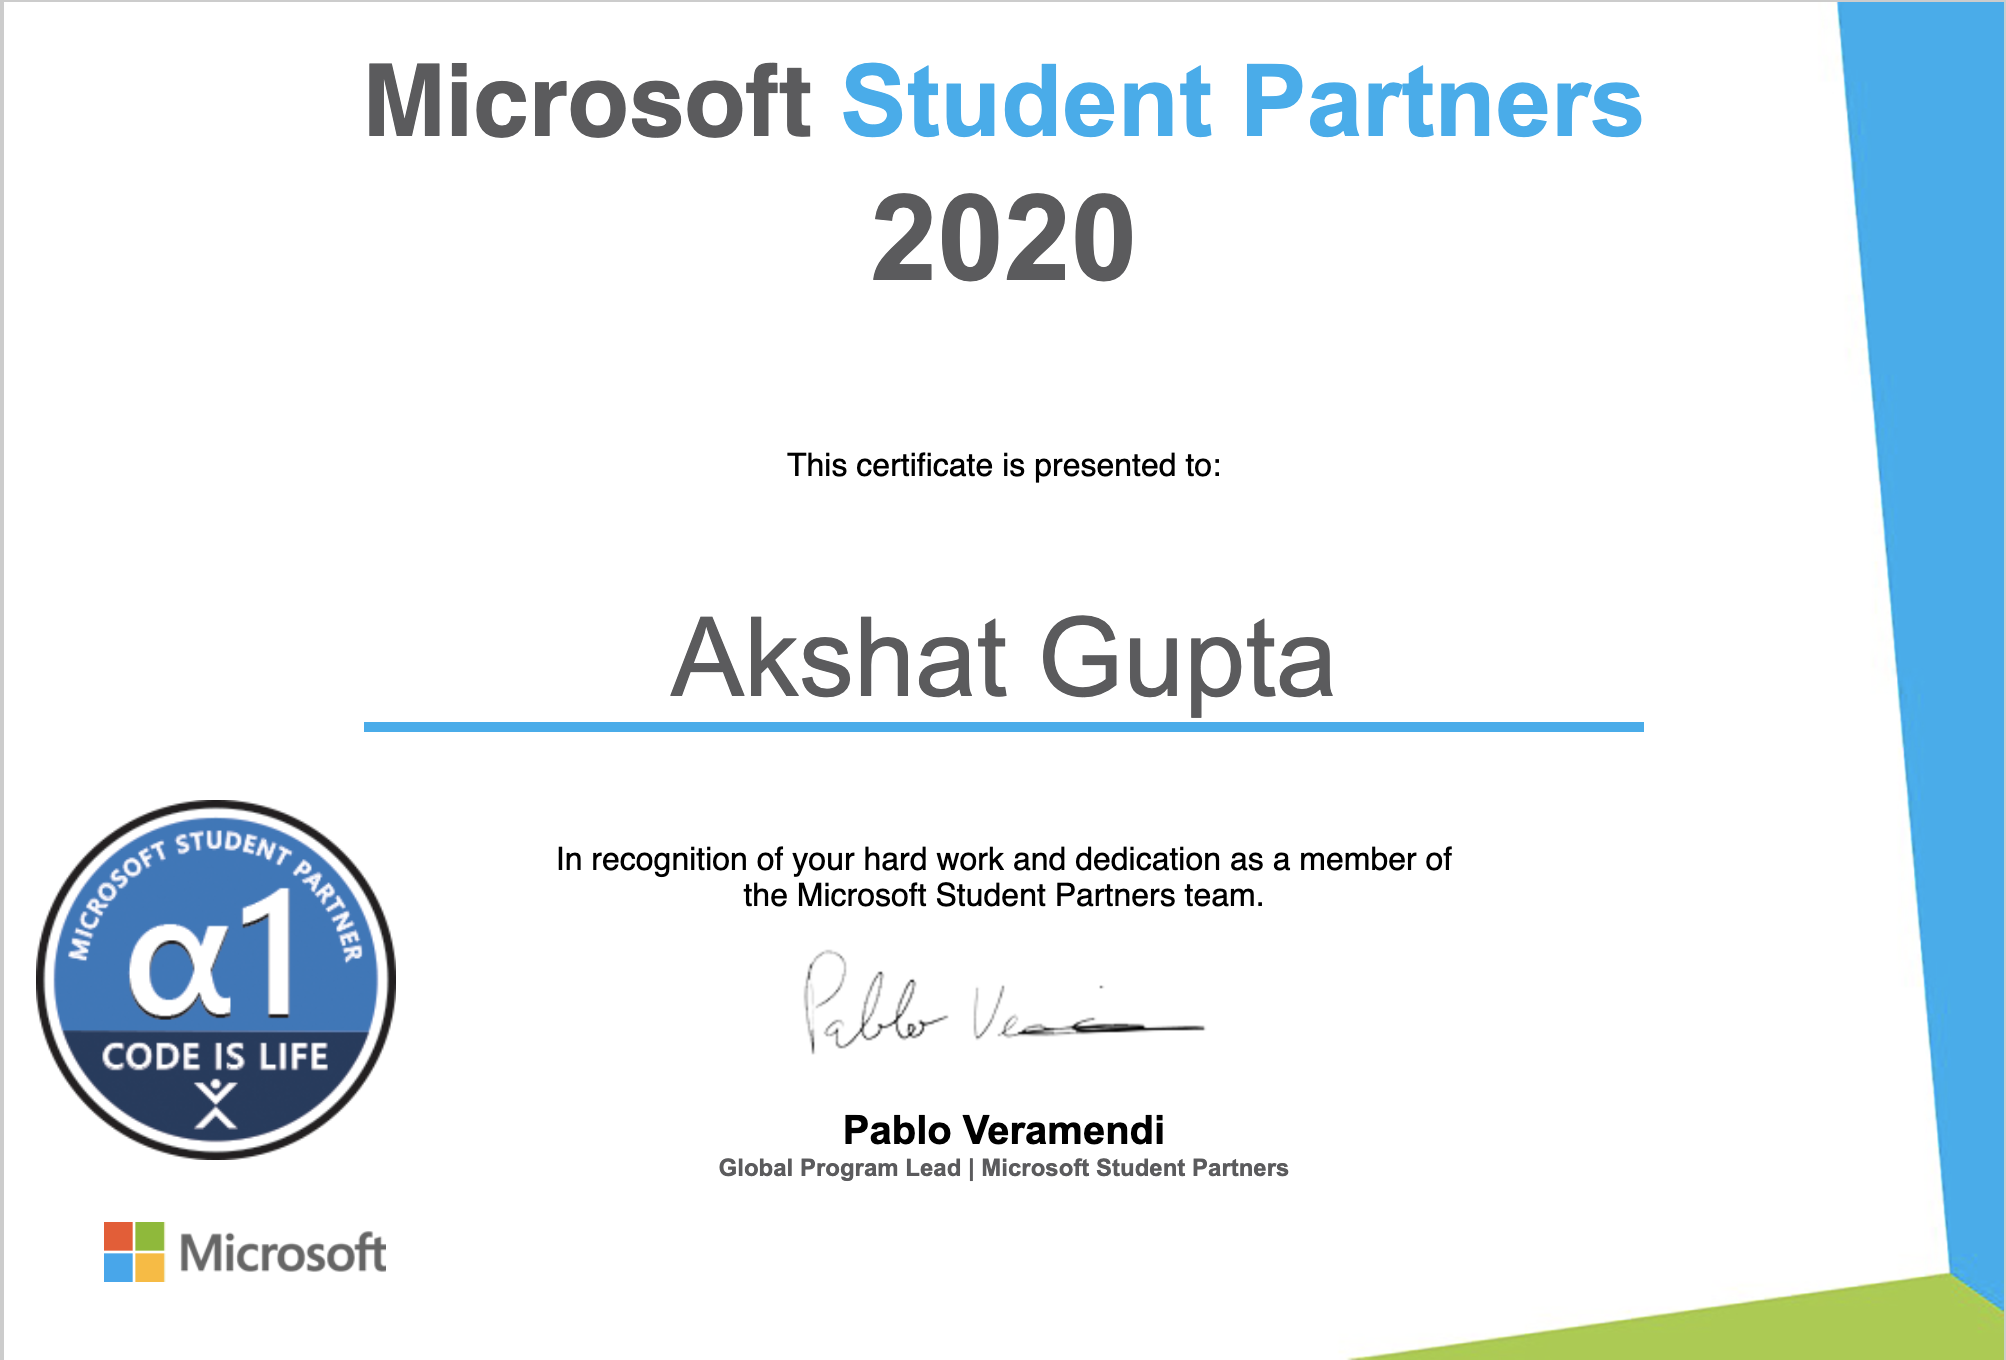 Microsoft Student Partners
2020
This certificate is presented to:
Akshat Gupta
MICROSOFT STUDENT PARTNER
α1
CODE IS LIFE
In recognition of your hard work and dedication as a member of
the Microsoft Student Partners team.
Pablo Veramendi
Global Program Lead | Microsoft Student Partners
Microsoft